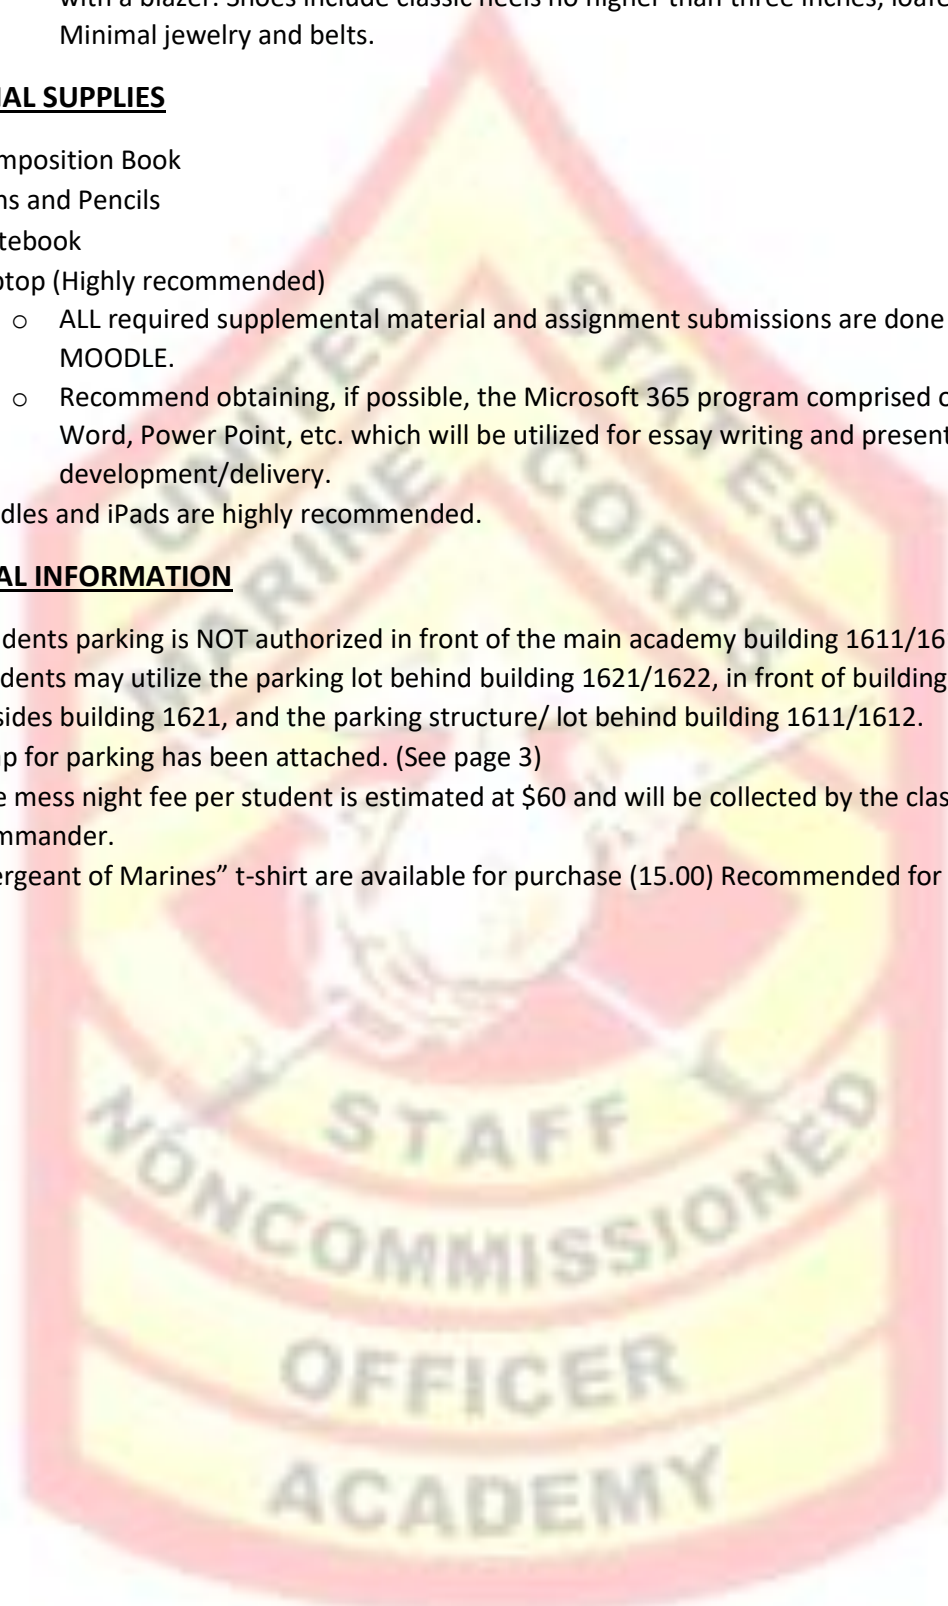 with a blazer. Shoes include classic heels no higher than three inches, loafe
Minimal jewelry and belts.
NAL SUPPLIES
mposition Book
ns and Pencils
tebook
ptop (Highly recommended)
o ALL required supplemental material and assignment submissions are done
MOODLE.
o Recommend obtaining, if possible, the Microsoft 365 program comprised o
Word, Power Point, etc. which will be utilized for essay writing and present
development/delivery.
dles and iPads are highly recommended.
AL INFORMATION
dents parking is NOT authorized in front of the main academy building 1611/16
dents may utilize the parking lot behind building 1621/1622, in front of building
sides building 1621, and the parking structure/ lot behind building 1611/1612.
p for parking has been attached. (See page 3)
e mess night fee per student is estimated at $60 and will be collected by the clas
mmander.
ergeant of Marines” t-shirt are available for purchase (15.00) Recommended for
UNITED STATES
MARINE CORPS
STAFF
NONCOMMISSIONED
OFFICER
ACADEMY